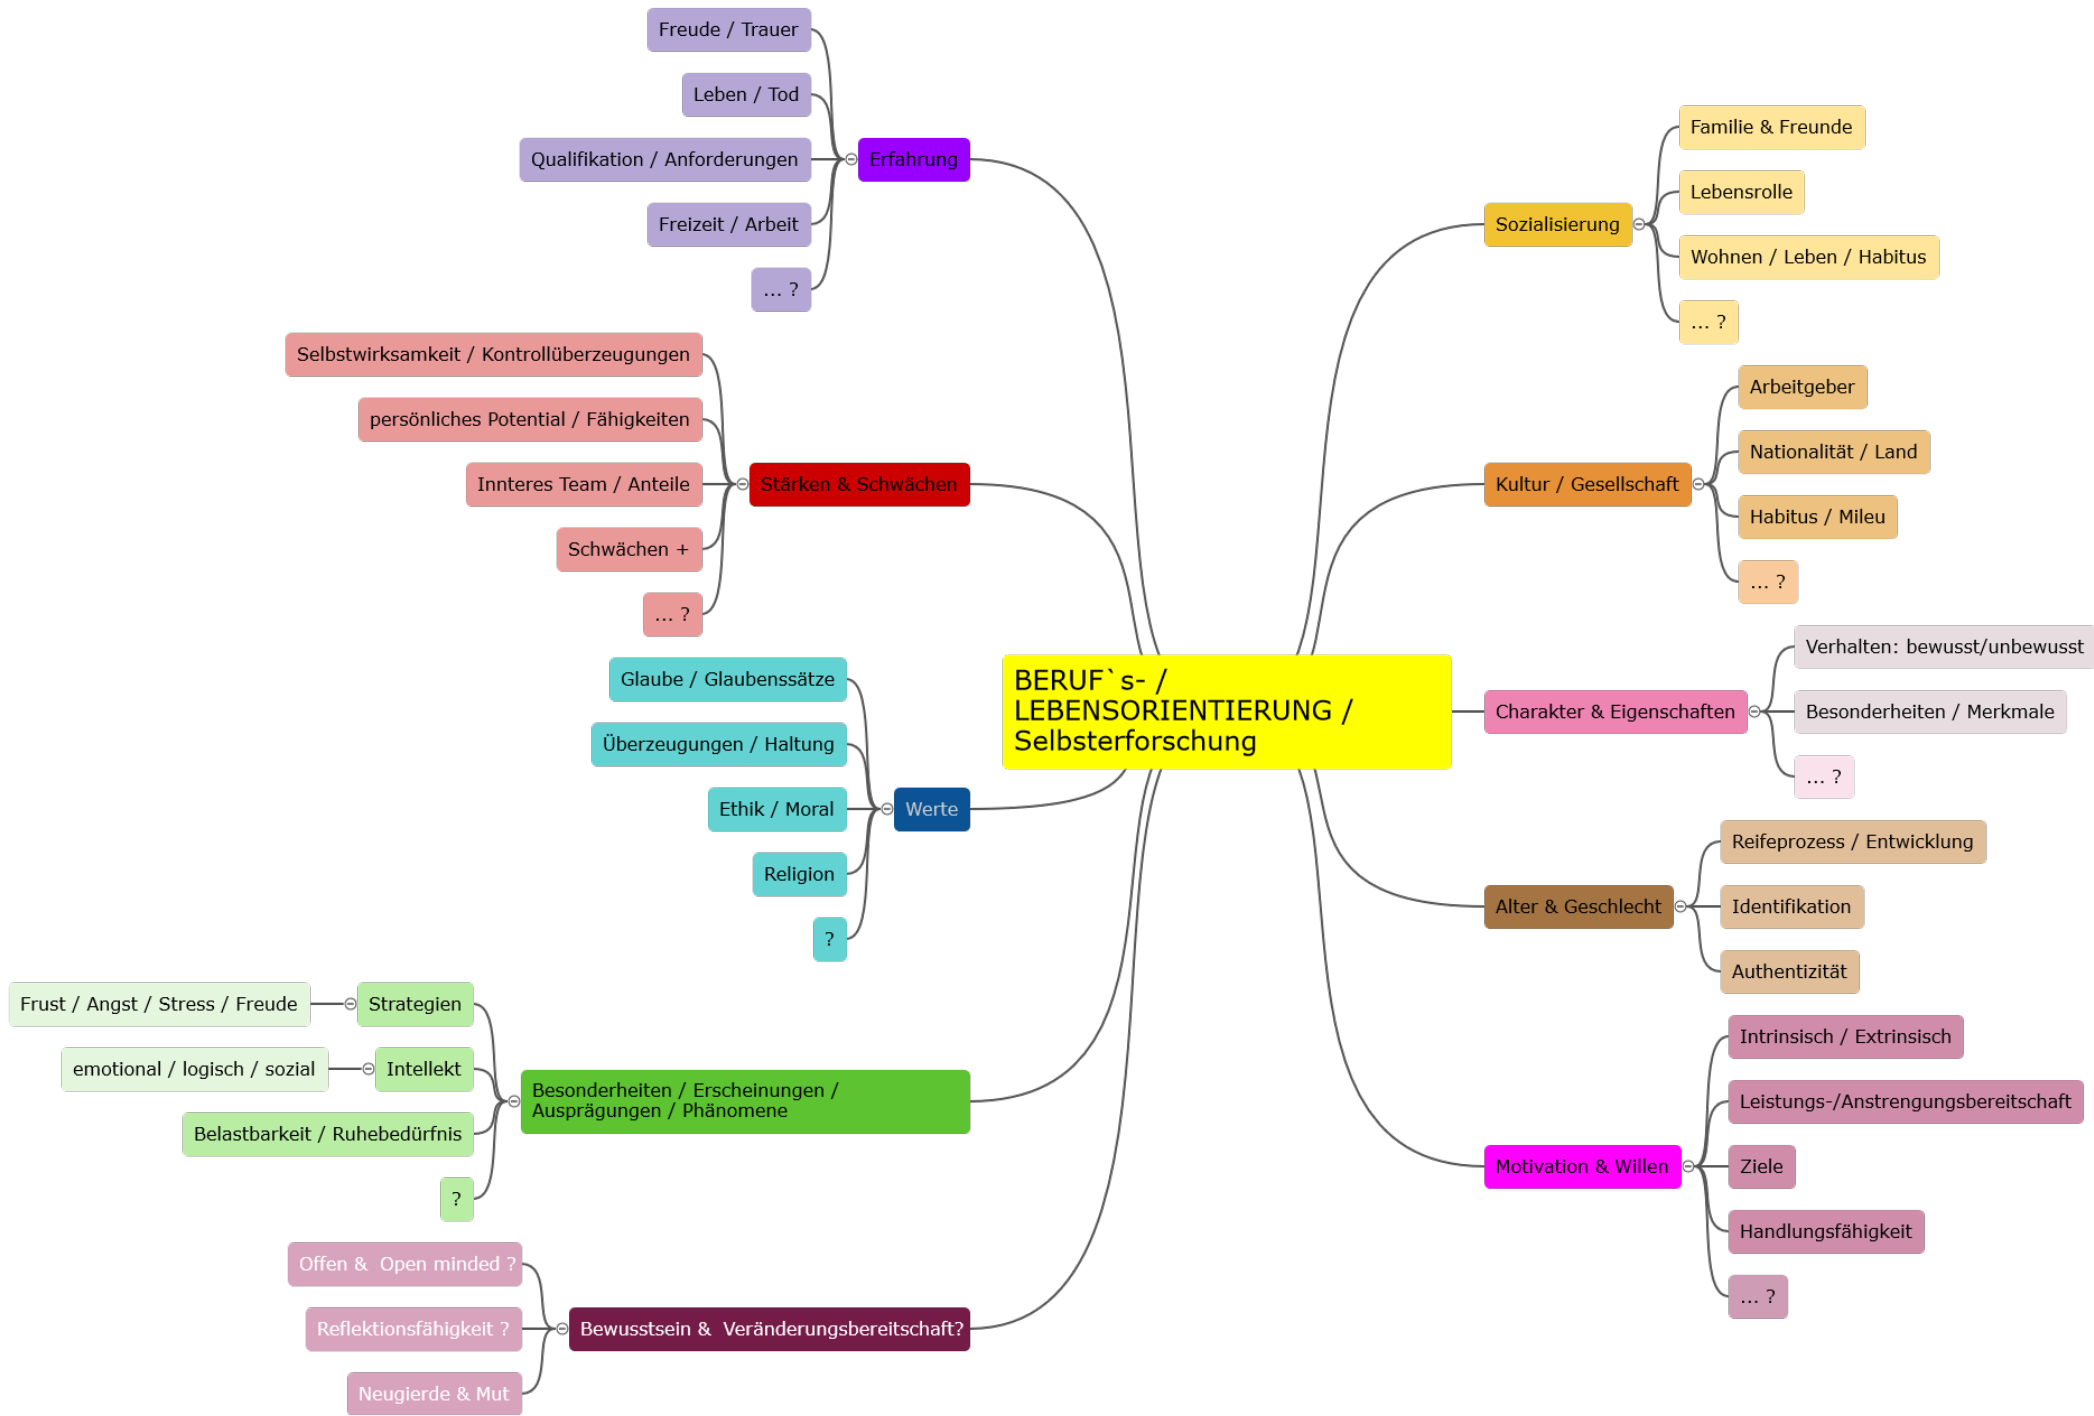 BERUF`s- /
LEBENSORIENTIERUNG /
Selbsterforschung
Sozialisierung
Familie & Freunde
Lebensrolle
Wohnen / Leben / Habitus
... ?
Kultur / Gesellschaft
Arbeitgeber
Nationalität / Land
Habitus / Mileu
... ?
Charakter & Eigenschaften
Verhalten: bewusst/unbewusst
Besonderheiten / Merkmale
... ?
Alter & Geschlecht
Reifeprozess / Entwicklung
Identifikation
Authentizität
Motivation & Willen
Intrinsisch / Extrinsisch
Leistungs-/Anstrengungsbereitschaft
Ziele
Handlungsfähigkeit
... ?
Erfahrung
Freude / Trauer
Leben / Tod
Qualifikation / Anforderungen
Freizeit / Arbeit
... ?
Stärken & Schwächen
Selbstwirksamkeit / Kontrollüberzeugungen
persönliches Potential / Fähigkeiten
Innteres Team / Anteile
Schwächen +
... ?
Werte
Glaube / Glaubenssätze
Überzeugungen / Haltung
Ethik / Moral
Religion
?
Besonderheiten / Erscheinungen /
Ausprägungen / Phänomene
Strategien
Frust / Angst / Stress / Freude
Intellekt
emotional / logisch / sozial
Belastbarkeit / Ruhebedürfnis
?
Bewusstsein &  Veränderungsbereitschaft?
Offen &  Open minded ?
Reflektionsfähigkeit ?
Neugierde & Mut